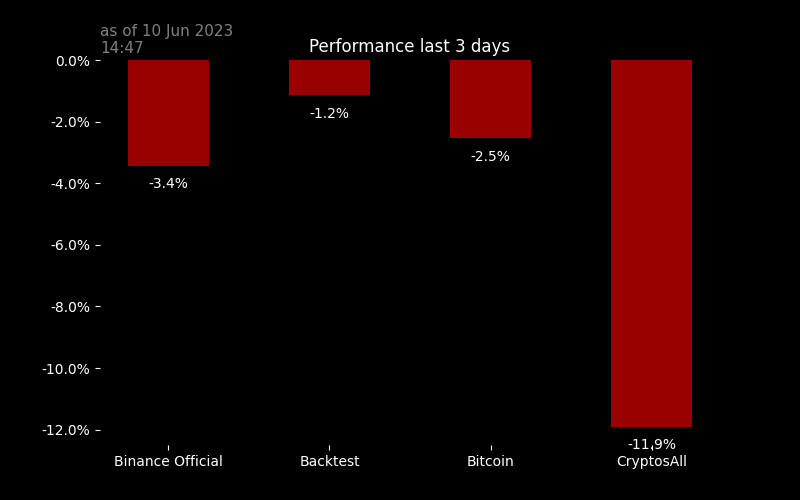 as of 10 Jun 2023
14:47
Performance last 3 days
0.0%
-2.0%
-4.0%
-6.0%
-8.0%
-10.0%
-12.0%
-3.4%
-1.2%
-2.5%
-11.9%
Binance Official
Backtest
Bitcoin
CryptosAll